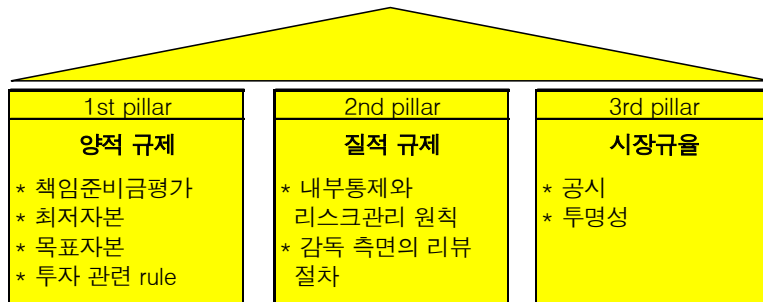 1st pillar
양적 규제
* 책임준비금평가
* 최저자본
* 목표자본
* 투자 관련 rule
2nd pillar
질적 규제
* 내부통제와
리스크관리 원칙
* 감독 측면의 리뷰
절차
3rd pillar
시장규율
* 공시
* 투명성